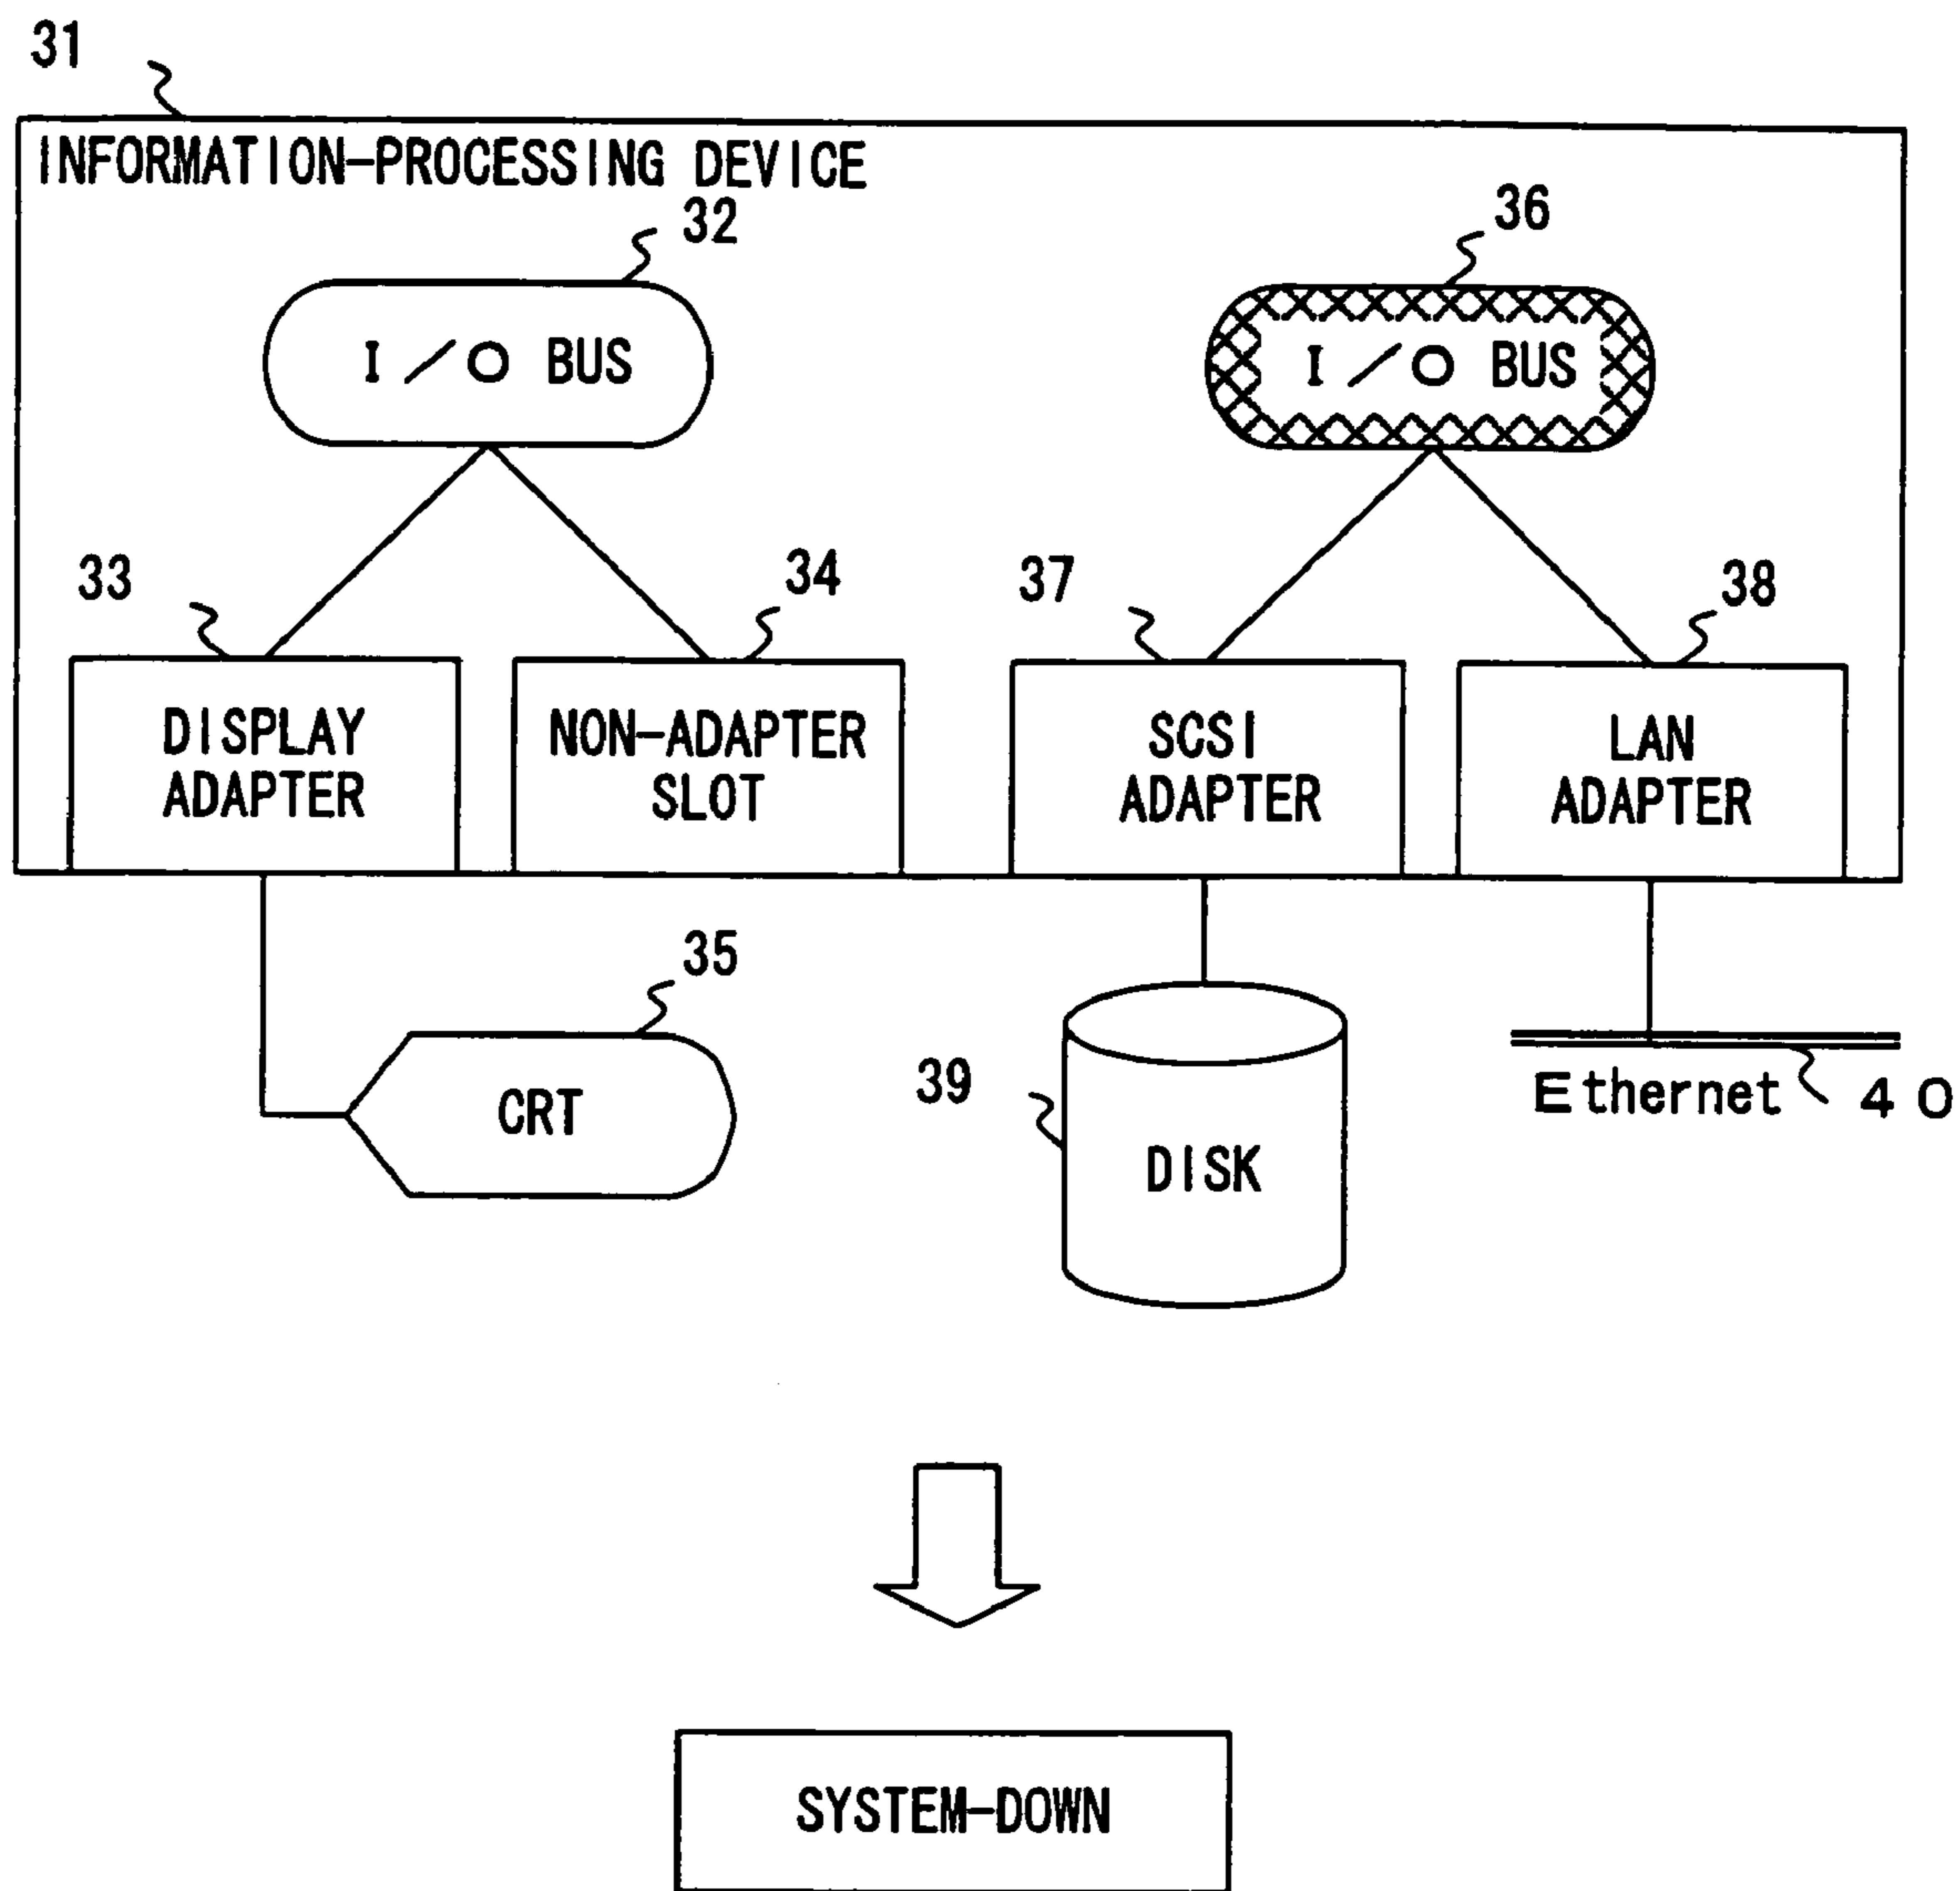 31
INFORMATION-PROCESSING DEVICE
32
36
I/O BUS
I/O BUS
33
34
37
38
DISPLAY
ADAPTER
NON-ADAPTER
SLOT
SCSI
ADAPTER
LAN
ADAPTER
35
CRT
39
DISK
Ethernet 40
SYSTEM-DOWN